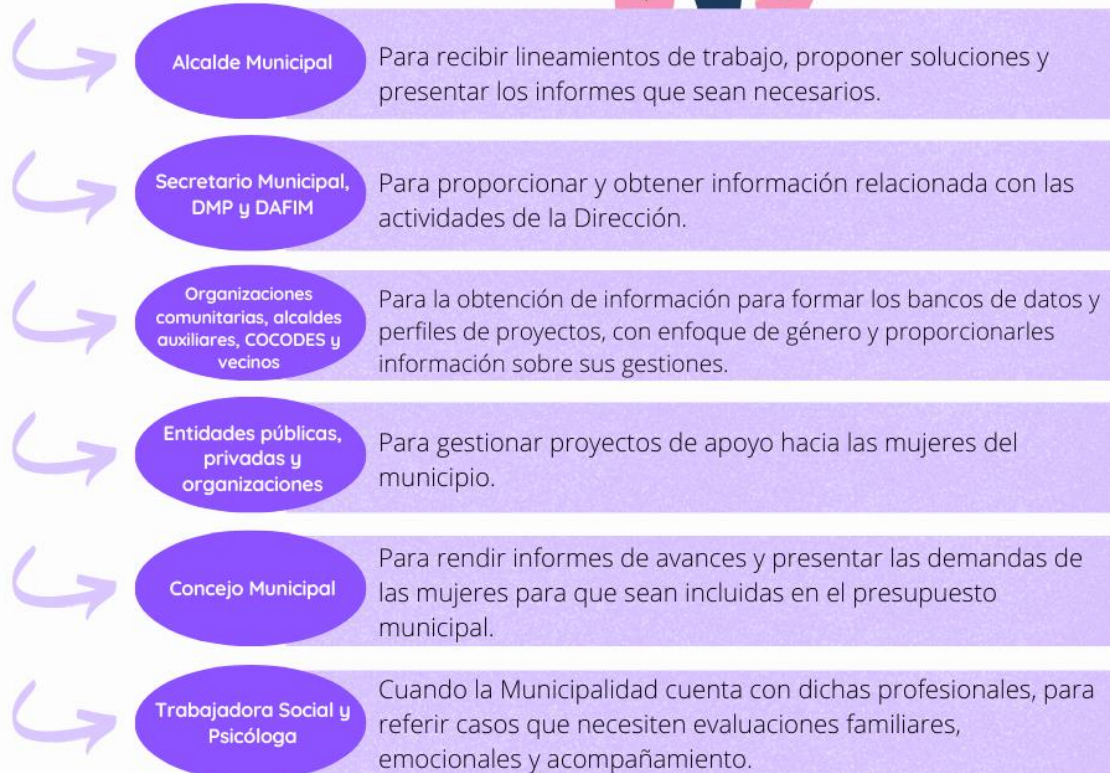 Alcalde Municipal
Para recibir lineamientos de trabajo, proponer soluciones y
presentar los informes que sean necesarios.
Secretario Municipal,
DMP y DAFIM
Para proporcionar y obtener información relacionada con las
actividades de la Dirección.
Organizaciones
comunitarias, alcaldes
auxiliares, COCODES y
vecinos
Para la obtención de información para formar los bancos de datos y
perfiles de proyectos, con enfoque de género y proporcionarles
información sobre sus gestiones.
Entidades públicas,
privadas y
organizaciones
Para gestionar proyectos de apoyo hacia las mujeres del
municipio.
Concejo Municipal
Para rendir informes de avances y presentar las demandas de
las mujeres para que sean incluidas en el presupuesto
municipal.
Trabajadora Social y
Psicóloga
Cuando la Municipalidad cuenta con dichas profesionales, para
referir casos que necesiten evaluaciones familiares,
emocionales y acompañamiento.